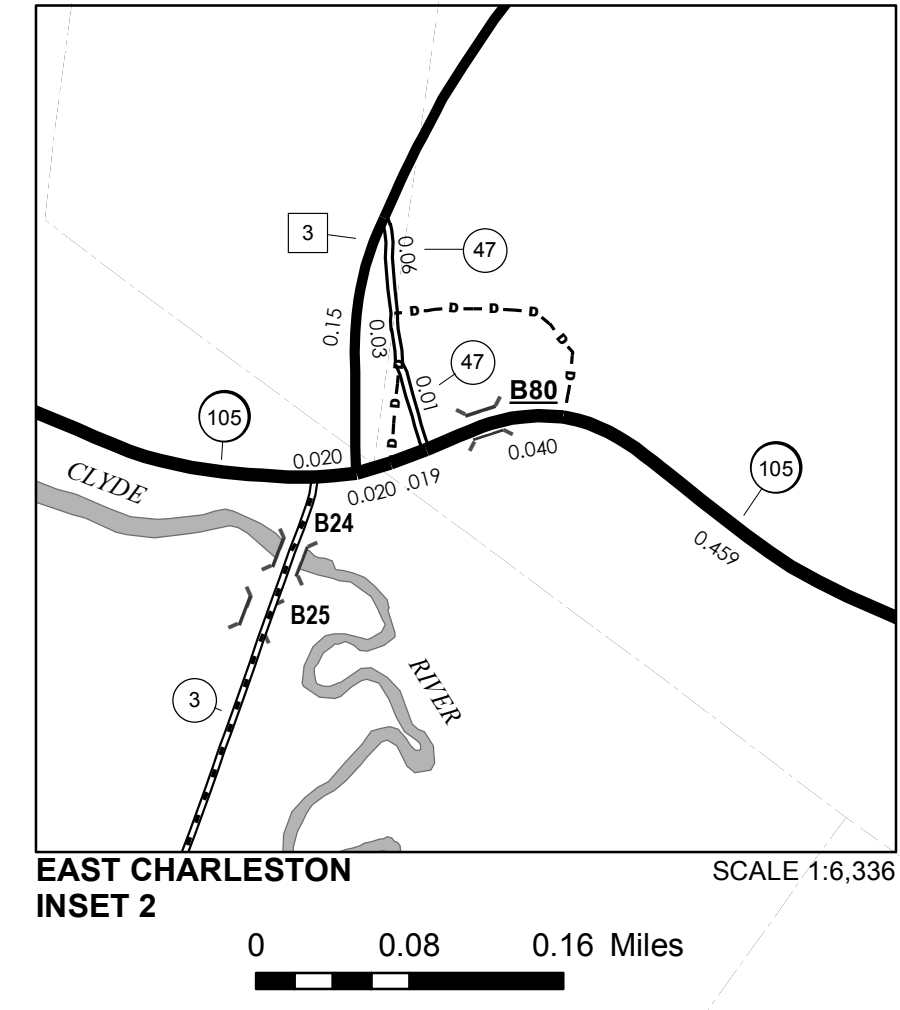 3
0.06
47
D D D D
D
D
0.15
0.03
D
47
0.01
D
D
B80
105
0.020
0.040
105
CLYDE
0.020
.019
B24
0.459
B25
RIVER
3
EAST CHARLESTON
SCALE 1:6,336
INSET 2
0 0.08 0.16 Miles